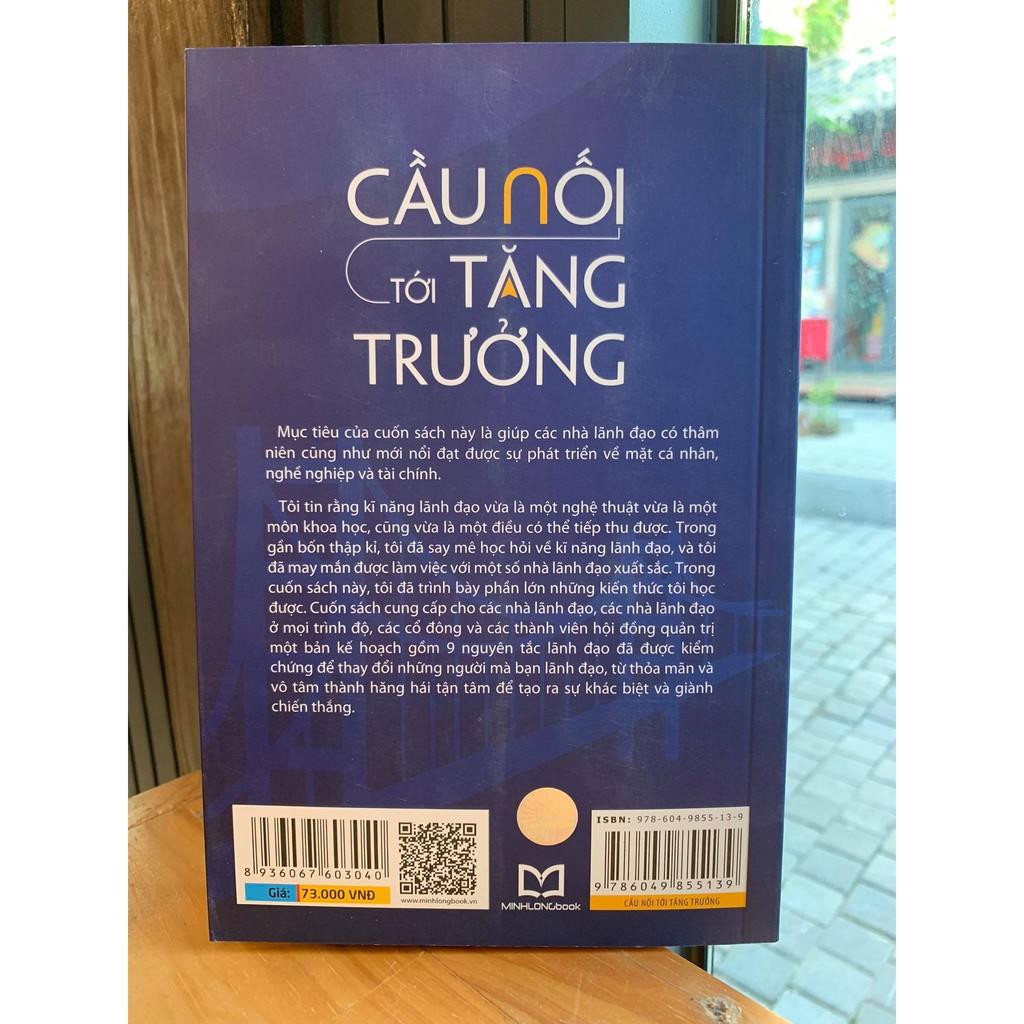 CẦU NỐI
TỚI TĂNG
TRƯỞNG
Mục tiêu của cuốn sách này là giúp các nhà lãnh đạo có thâm
niên cũng như mới nổi đạt được sự phát triển về mặt cá nhân,
nghề nghiệp và tài chính.
Tôi tin rằng kĩ năng lãnh đạo vừa là một nghệ thuật vừa là một
môn khoa học, cũng vừa là một điều có thể tiếp thu được. Trong
gần bốn thập kỉ, tôi đã say mê học hỏi về kĩ năng lãnh đạo, và tôi
đã may mắn được làm việc với một số nhà lãnh đạo xuất sắc. Trong
cuốn sách này, tôi đã trình bày phần lớn những kiến thức tôi học
được. Cuốn sách cung cấp cho các nhà lãnh đạo, các nhà lãnh đạo
ở mọi trình độ, các cổ đông và các thành viên hội đồng quản trị
một bản kế hoạch gồm 9 nguyên tắc lãnh đạo đã được kiểm
chứng để thay đổi những người mà bạn lãnh đạo, từ thỏa mãn và
vô tâm thành hăng hái tận tâm để tạo ra sự khác biệt và giành
chiến thắng.
8 936067 603040
Giá: 73.000 VNĐ
www.minhlongbook.vn
MINHLONGbook
ISBN: 978-604-9855-13-9
9 786049 855139
CẦU NỐI TỚI TĂNG TRƯỞNG